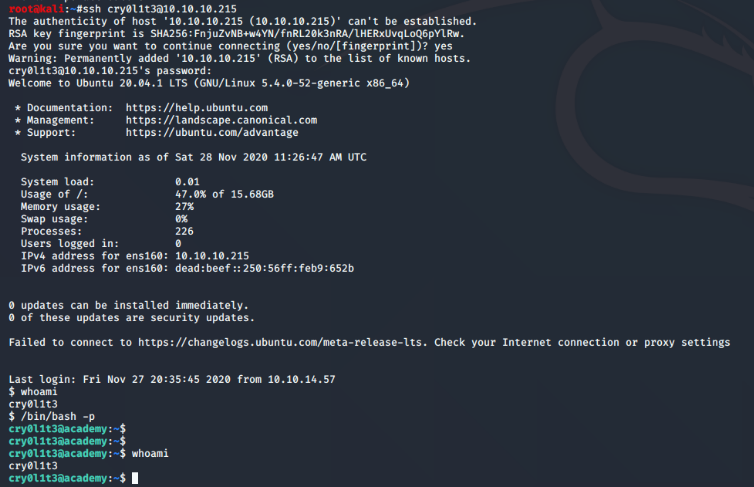 root@kali:~#ssh cry0l1t3@10.10.10.215
The authenticity of host '10.10.10.215 (10.10.10.215)' can't be established.
RSA key fingerprint is SHA256:FnjuZvNB+w4YN/fnRL20k3nRA/lHERxUvqLoQ6pYlRw.
Are you sure you want to continue connecting (yes/no/[fingerprint])? yes
Warning: Permanently added '10.10.10.215' (RSA) to the list of known hosts.
cry0l1t3@10.10.10.215's password:
Welcome to Ubuntu 20.04.1 LTS (GNU/Linux 5.4.0-52-generic x86_64)
* Documentation: https://help.ubuntu.com
* Management: https://landscape.canonical.com
* Support: https://ubuntu.com/advantage
System information as of Sat 28 Nov 2020 11:26:47 AM UTC
System load: 0.01
Usage of /: 47.0% of 15.68GB
Memory usage: 27%
Swap usage: 0%
Processes: 226
Users logged in: 0
IPv4 address for ens160: 10.10.10.215
IPv6 address for ens160: dead:beef::250:56ff:feb9:652b
0 updates can be installed immediately.
0 of these updates are security updates.
Failed to connect to https://changelogs.ubuntu.com/meta-release-lts. Check your Internet connection or proxy settings
Last login: Fri Nov 27 20:35:45 2020 from 10.10.14.57
$ whoami
cry0l1t3
$ /bin/bash -p
cry0l1t3@academy:~$
cry0l1t3@academy:~$
cry0l1t3@academy:~$ whoami
cry0l1t3
cry0l1t3@academy:~$